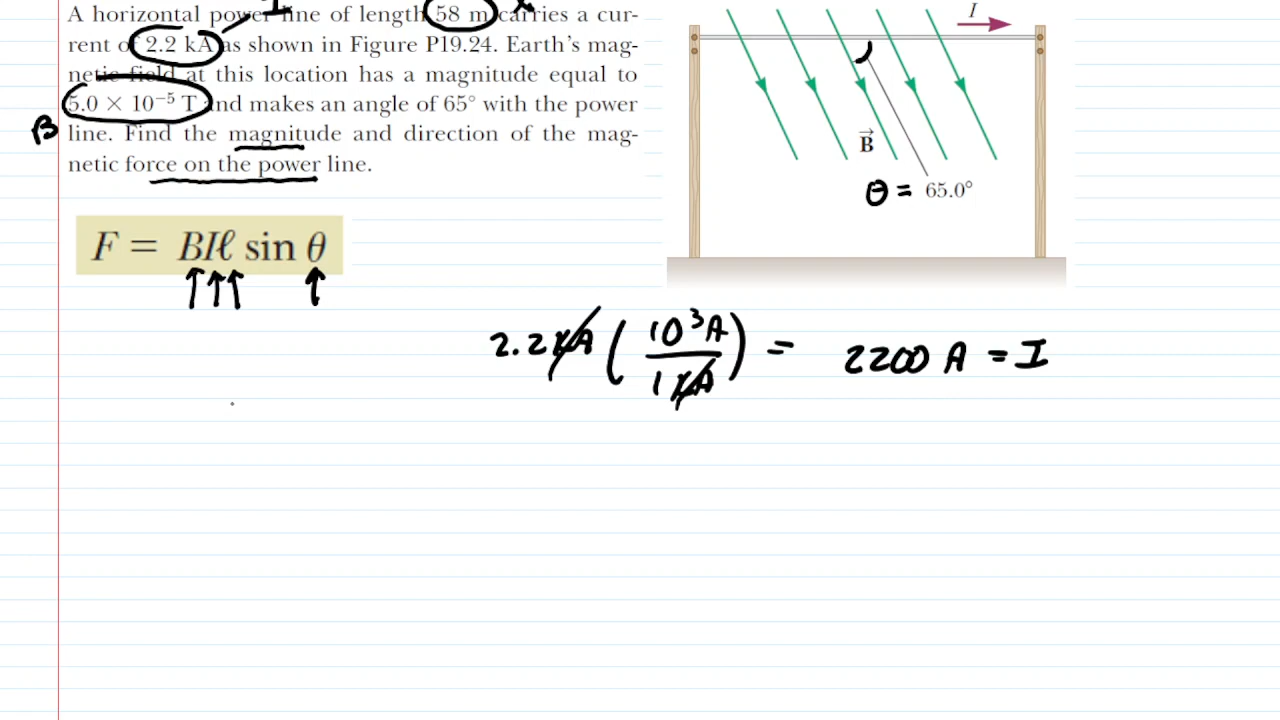 A horizontal power line of length 58 m carries a cur-
rent of 2.2 kA as shown in Figure P19.24. Earth's mag-
netic field at this location has a magnitude equal to
5.0 × 10⁻⁵ T and makes an angle of 65° with the power
B line. Find the magnitude and direction of the mag-
netic force on the power line.
I
I
B⃗
θ = 65.0°
F = BIℓ sin θ
2.2 kA ( 10³ A / 1 kA ) = 2200 A = I